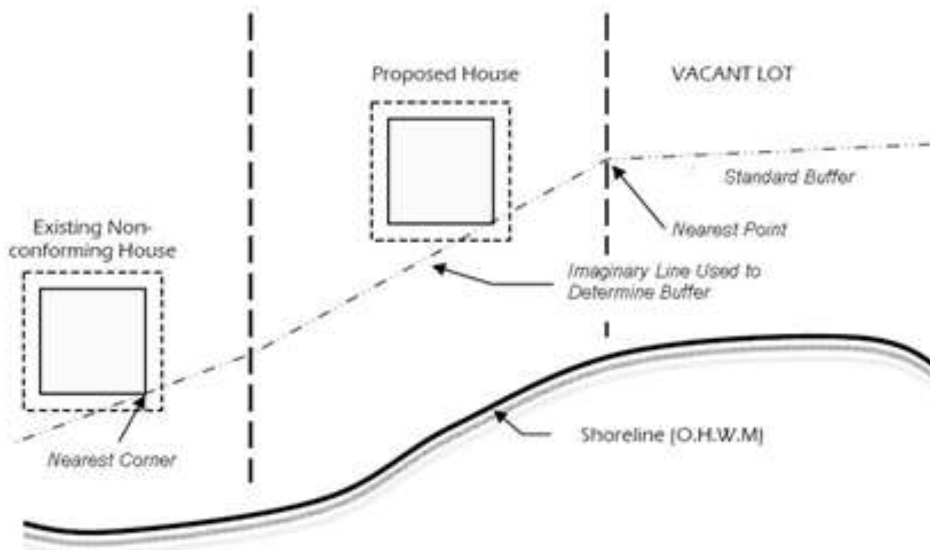 Proposed House
VACANT LOT
Standard Buffer
Existing Non-
conforming House
Nearest Point
Imaginary Line Used to
Determine Buffer
Nearest Corner
Shoreline (O.H.W.M)